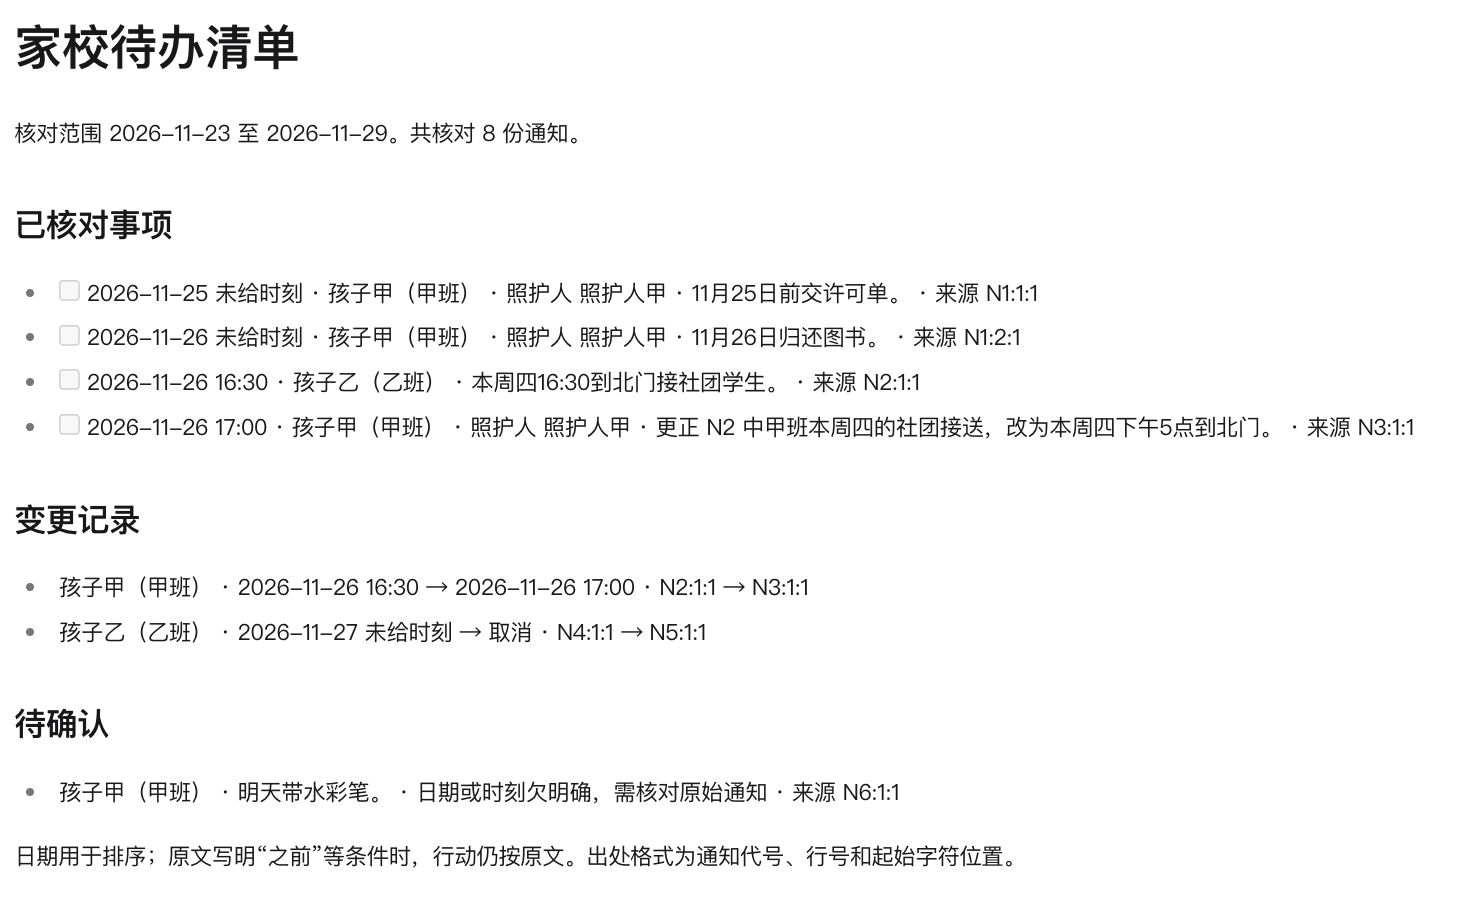 家校待办清单
核对范围 2026–11–23 至 2026–11–29。共核对 8 份通知。
已核对事项
2026–11–25 未给时刻 · 孩子甲（甲班） · 照护人 照护人甲 · 11月25日前交许可单。 · 来源 N1:1:1
2026–11–26 未给时刻 · 孩子甲（甲班） · 照护人 照护人甲 · 11月26日归还图书。 · 来源 N1:2:1
2026–11–26 16:30 · 孩子乙（乙班） · 本周四16:30到北门接社团学生。 · 来源 N2:1:1
2026–11–26 17:00 · 孩子甲（甲班） · 照护人 照护人甲 · 更正 N2 中甲班本周四的社团接送，改为本周四下午5点到北门。 · 来源 N3:1:1
变更记录
孩子甲（甲班） · 2026–11–26 16:30 → 2026–11–26 17:00 · N2:1:1 → N3:1:1
孩子乙（乙班） · 2026–11–27 未给时刻 → 取消 · N4:1:1 → N5:1:1
待确认
孩子甲（甲班） · 明天带水彩笔。 · 日期或时刻欠明确，需核对原始通知 · 来源 N6:1:1
日期用于排序；原文写明“之前”等条件时，行动仍按原文。出处格式为通知代号、行号和起始字符位置。